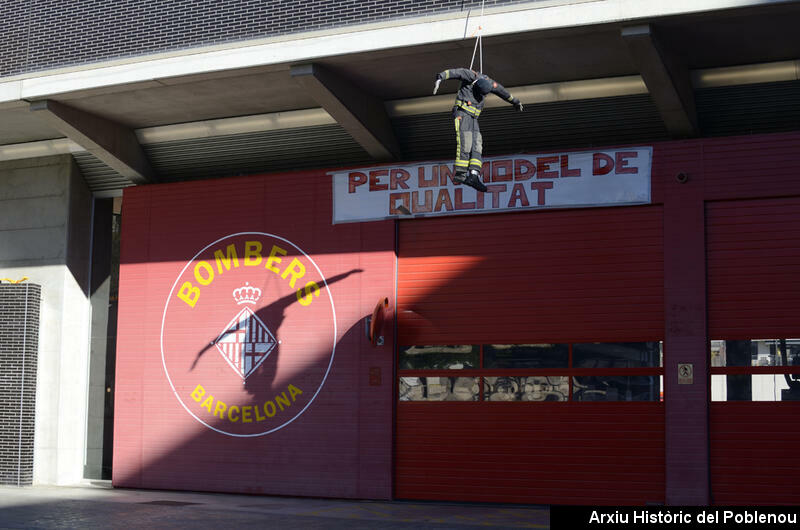 PER UN MODEL DE
QUALITAT
BOMBERS
BARCELONA
Arxiu Històric del Poblenou